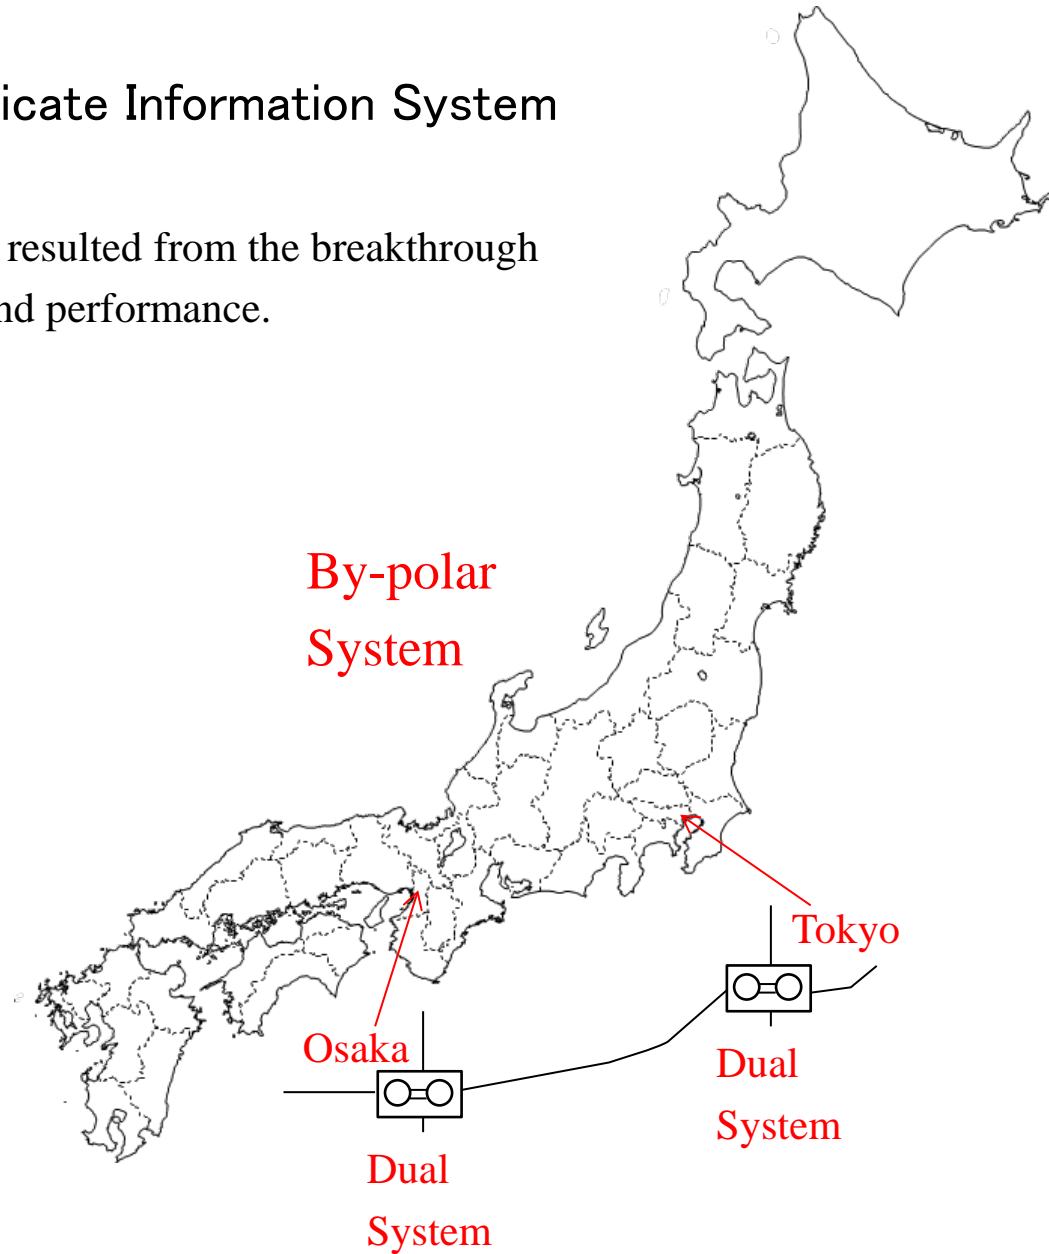 icate Information System
resulted from the breakthrough
nd performance.
By-polar
System
Tokyo
Osaka
Dual
System
Dual
System